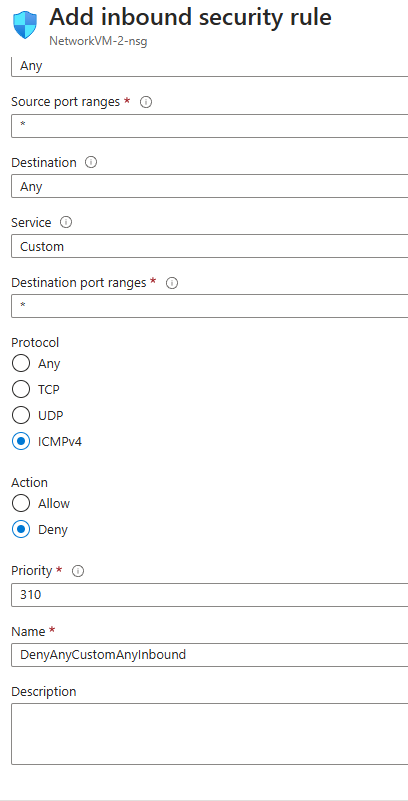 Add inbound security rule
NetworkVM-2-nsg
Any
Source port ranges *
*
Destination
Any
Service
Custom
Destination port ranges *
*
Protocol
Any
TCP
UDP
ICMPv4
Action
Allow
Deny
Priority *
310
Name *
DenyAnyCustomAnyInbound
Description